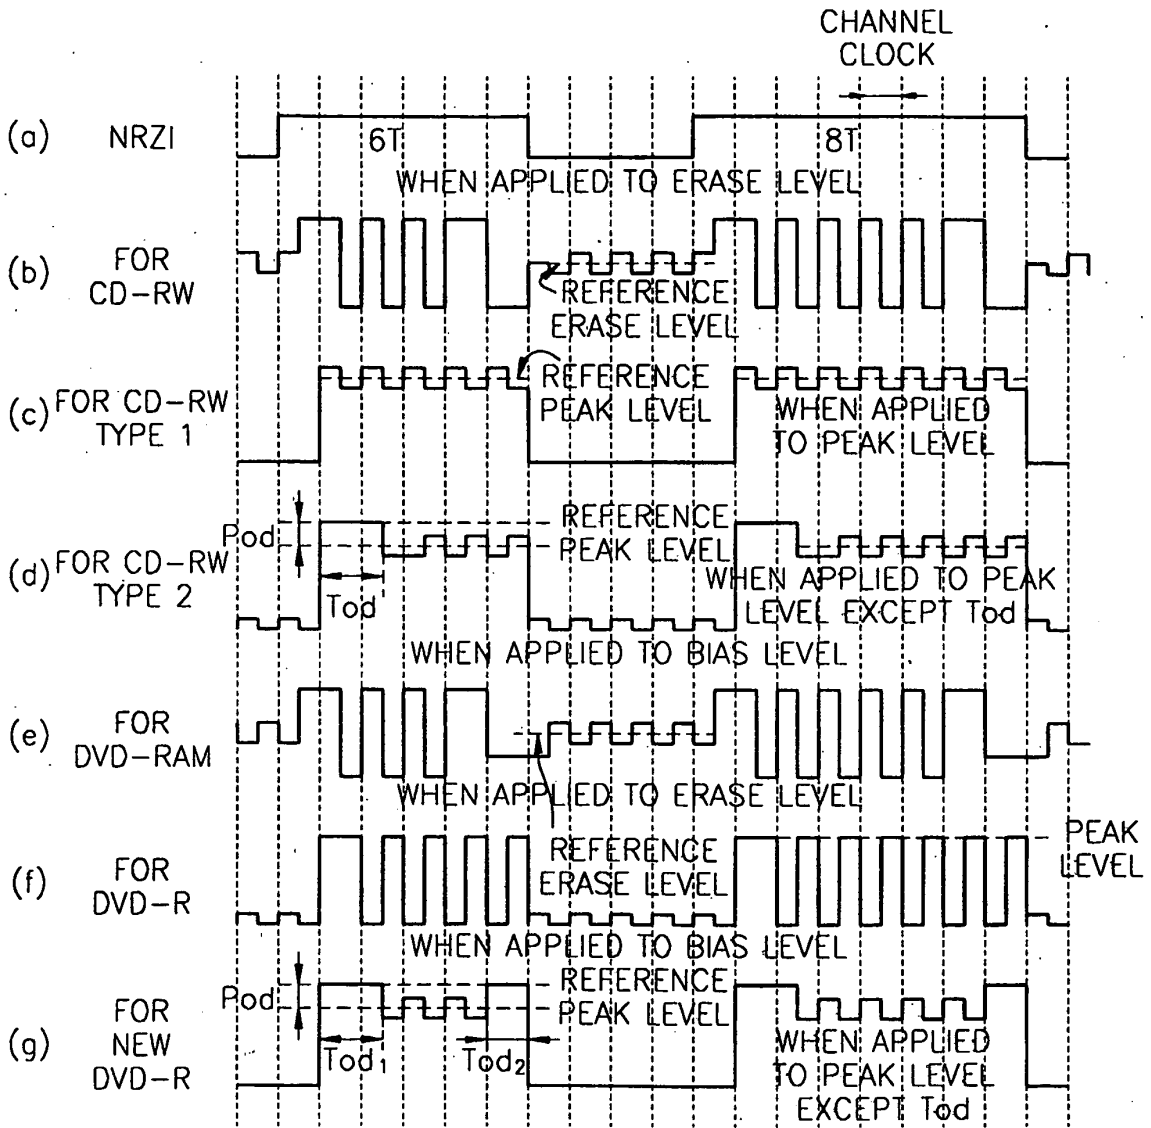 CHANNEL
CLOCK
(a) NRZI
6T
8T
WHEN APPLIED TO ERASE LEVEL
(b) FOR
CD-RW
REFERENCE
ERASE LEVEL
(c) FOR CD-RW
TYPE 1
REFERENCE
PEAK LEVEL
WHEN APPLIED
TO PEAK LEVEL
Pod
REFERENCE
PEAK LEVEL
(d) FOR CD-RW
TYPE 2
Tod'
WHEN APPLIED TO PEAK
LEVEL EXCEPT Tod
WHEN APPLIED TO BIAS LEVEL
(e) FOR
DVD-RAM
WHEN APPLIED TO ERASE LEVEL
REFERENCE
ERASE LEVEL
PEAK
LEVEL
(f) FOR
DVD-R
WHEN APPLIED TO BIAS LEVEL
Pod
REFERENCE
PEAK LEVEL
(g) FOR
NEW
DVD-R
Tod1
Tod2
WHEN APPLIED
TO PEAK LEVEL
EXCEPT Tod